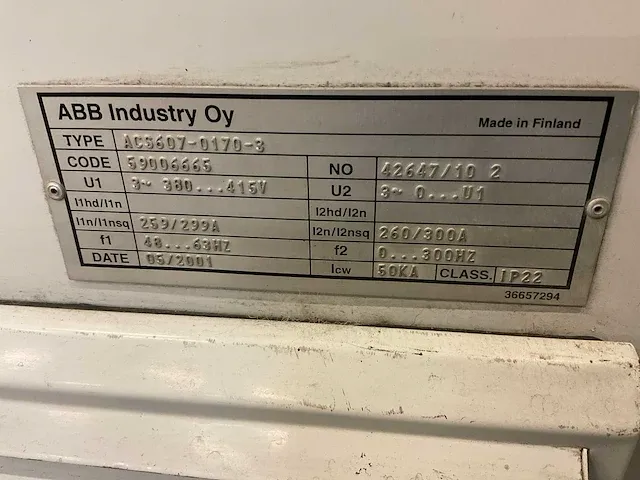 ABB Industry Oy Made in Finland
TYPE ACS607-0170-3
CODE 59006665 NO 42647/10 2
U1 3~ 380...415V U2 3~ 0...U1
I1hd/I1n I2hd/I2n
I1n/I1nsq 259/299A I2n/I2nsq 260/300A
f1 48...63HZ f2 0...300HZ
DATE 05/2001 Icw 50KA CLASS. IP22
36657294